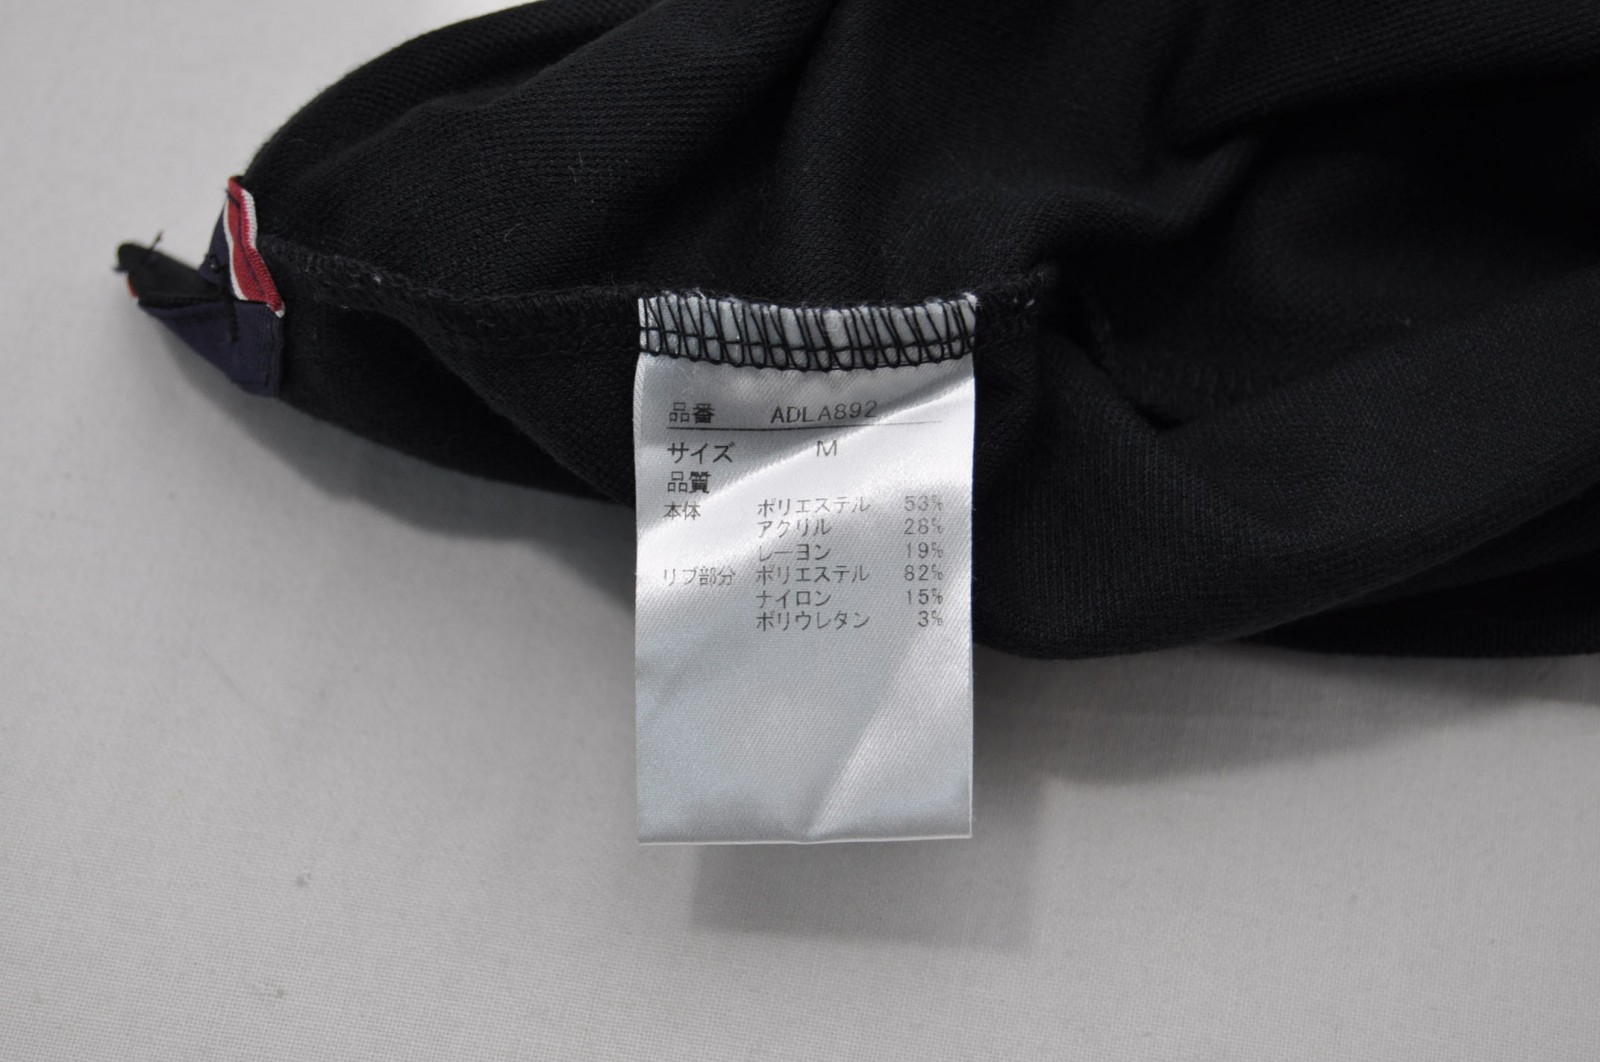 品番 ADLA892
サイズ M
品質
本体 ポリエステル 53%
アクリル 28%
レーヨン 19%
リブ部分 ポリエステル 82%
ナイロン 15%
ポリウレタン 3%